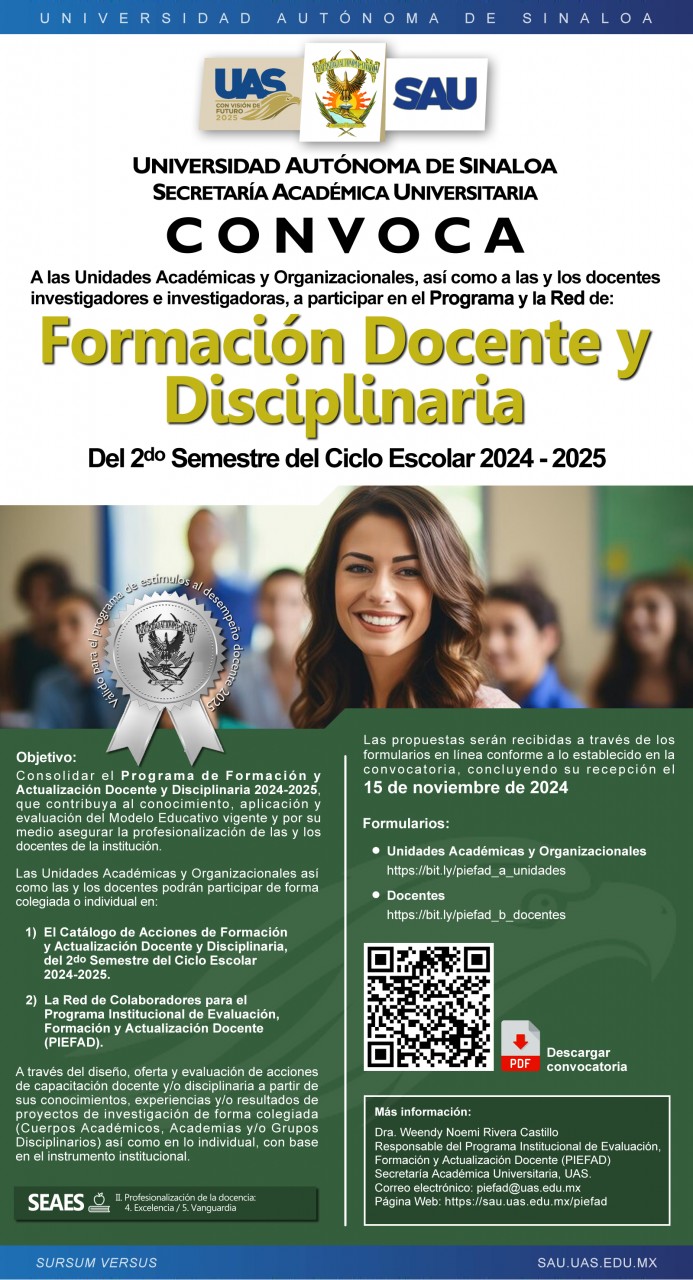 UNIVERSIDAD AUTÓNOMA DE SINALOA
UAS
CON VISIÓN DE
FUTURO
2025
SAU
UNIVERSIDAD AUTÓNOMA DE SINALOA
SECRETARÍA ACADÉMICA UNIVERSITARIA
CONVOCA
A las Unidades Académicas y Organizacionales, así como a las y los docentes
investigadores e investigadoras, a participar en el Programa y la Red de:
Formación Docente y
Disciplinaria
Del 2do Semestre del Ciclo Escolar 2024 - 2025
Válido para el programa de estímulos al desempeño docente 2025
Objetivo:
Consolidar el Programa de Formación y
Actualización Docente y Disciplinaria 2024-2025,
que contribuya al conocimiento, aplicación y
evaluación del Modelo Educativo vigente y por su
medio asegurar la profesionalización de las y los
docentes de la institución.
Las Unidades Académicas y Organizacionales así
como las y los docentes podrán participar de forma
colegiada o individual en:
1) El Catálogo de Acciones de Formación
y Actualización Docente y Disciplinaria,
del 2do Semestre del Ciclo Escolar
2024-2025.
2) La Red de Colaboradores para el
Programa Institucional de Evaluación,
Formación y Actualización Docente
(PIEFAD).
A través del diseño, oferta y evaluación de acciones
de capacitación docente y/o disciplinaria a partir de
sus conocimientos, experiencias y/o resultados de
proyectos de investigación de forma colegiada
(Cuerpos Académicos, Academias y/o Grupos
Disciplinarios) así como en lo individual, con base
en el instrumento institucional.
SEAES
II. Profesionalización de la docencia:
4. Excelencia / 5. Vanguardia
Las propuestas serán recibidas a través de los
formularios en línea conforme a lo establecido en la
convocatoria, concluyendo su recepción el
15 de noviembre de 2024
Formularios:
• Unidades Académicas y Organizacionales
https://bit.ly/piefad_a_unidades
• Docentes
https://bit.ly/piefad_b_docentes
PDF
Descargar
convocatoria
Más información:
Dra. Weendy Noemi Rivera Castillo
Responsable del Programa Institucional de Evaluación,
Formación y Actualización Docente (PIEFAD)
Secretaría Académica Universitaria, UAS.
Correo electrónico: piefad@uas.edu.mx
Página Web: https://sau.uas.edu.mx/piefad
SURSUM VERSUS
SAU.UAS.EDU.MX